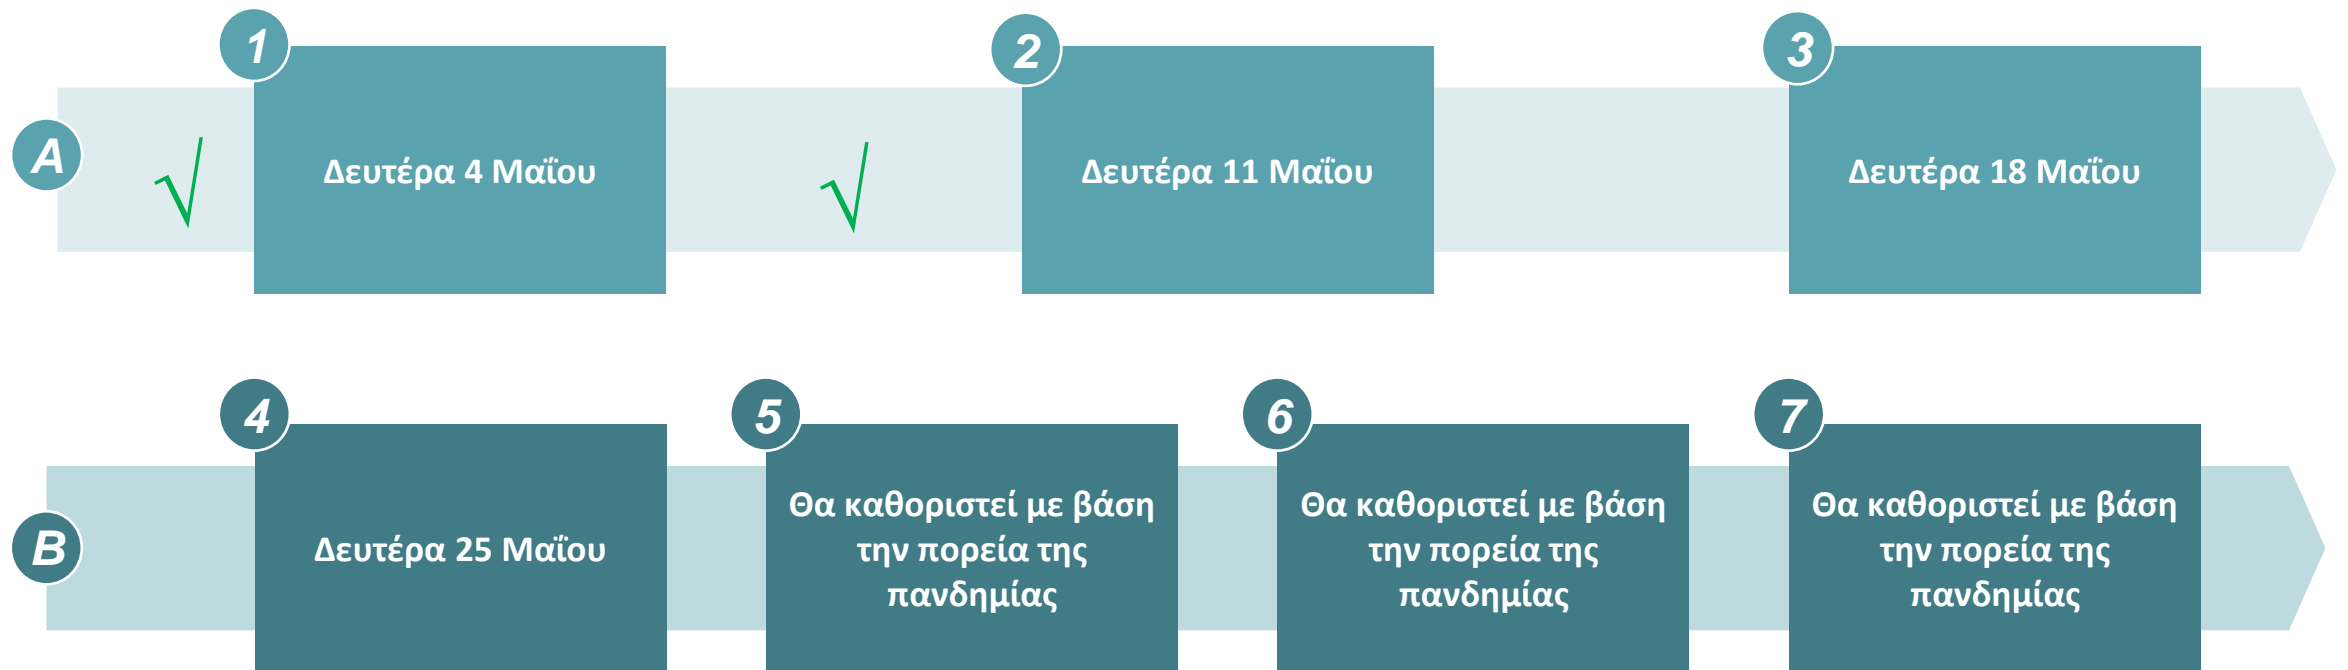 1
2
3
A
√
Δευτέρα 4 Μαΐου
√
Δευτέρα 11 Μαΐου
Δευτέρα 18 Μαΐου
4
5
6
7
B
Δευτέρα 25 Μαΐου
Θα καθοριστεί με βάση
την πορεία της
πανδημίας
Θα καθοριστεί με βάση
την πορεία της
πανδημίας
Θα καθοριστεί με βάση
την πορεία της
πανδημίας